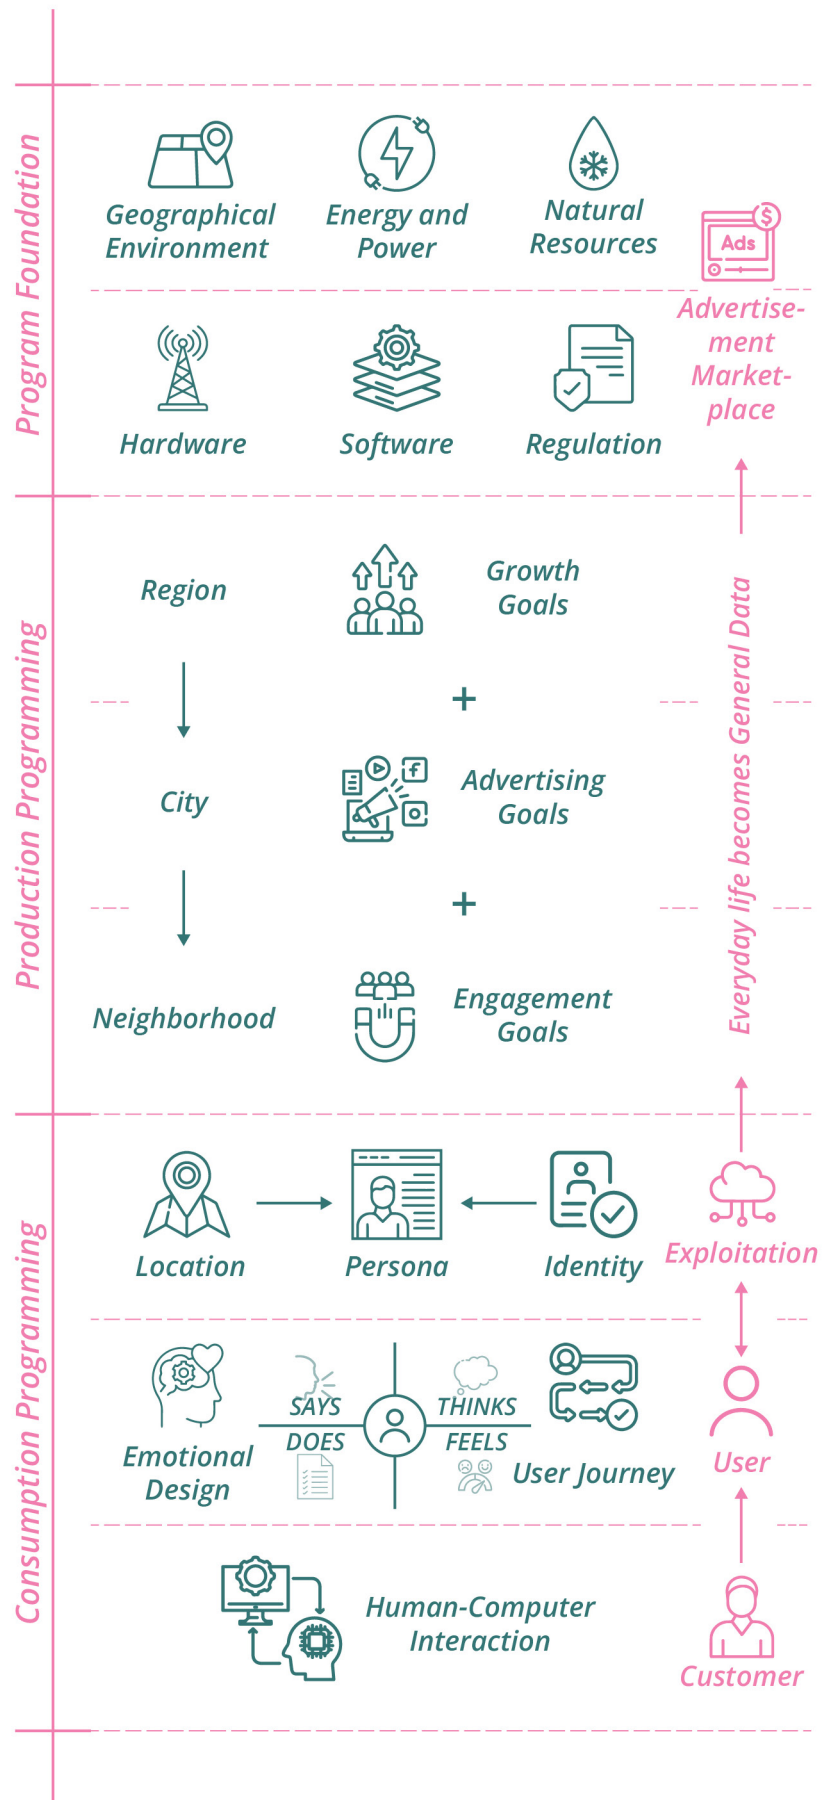 Program Foundation
Geographical
Environment
Energy and
Power
Natural
Resources
Ads
$
Advertise-
ment
Market-
place
Hardware
Software
Regulation
Production Programming
Region
Growth
Goals
+
City
f
Advertising
Goals
+
Neighborhood
Engagement
Goals
Everyday life becomes General Data
Consumption Programming
Location
Persona
Identity
Exploitation
Emotional
Design
SAYS
THINKS
DOES
FEELS
User Journey
User
Human-Computer
Interaction
Customer